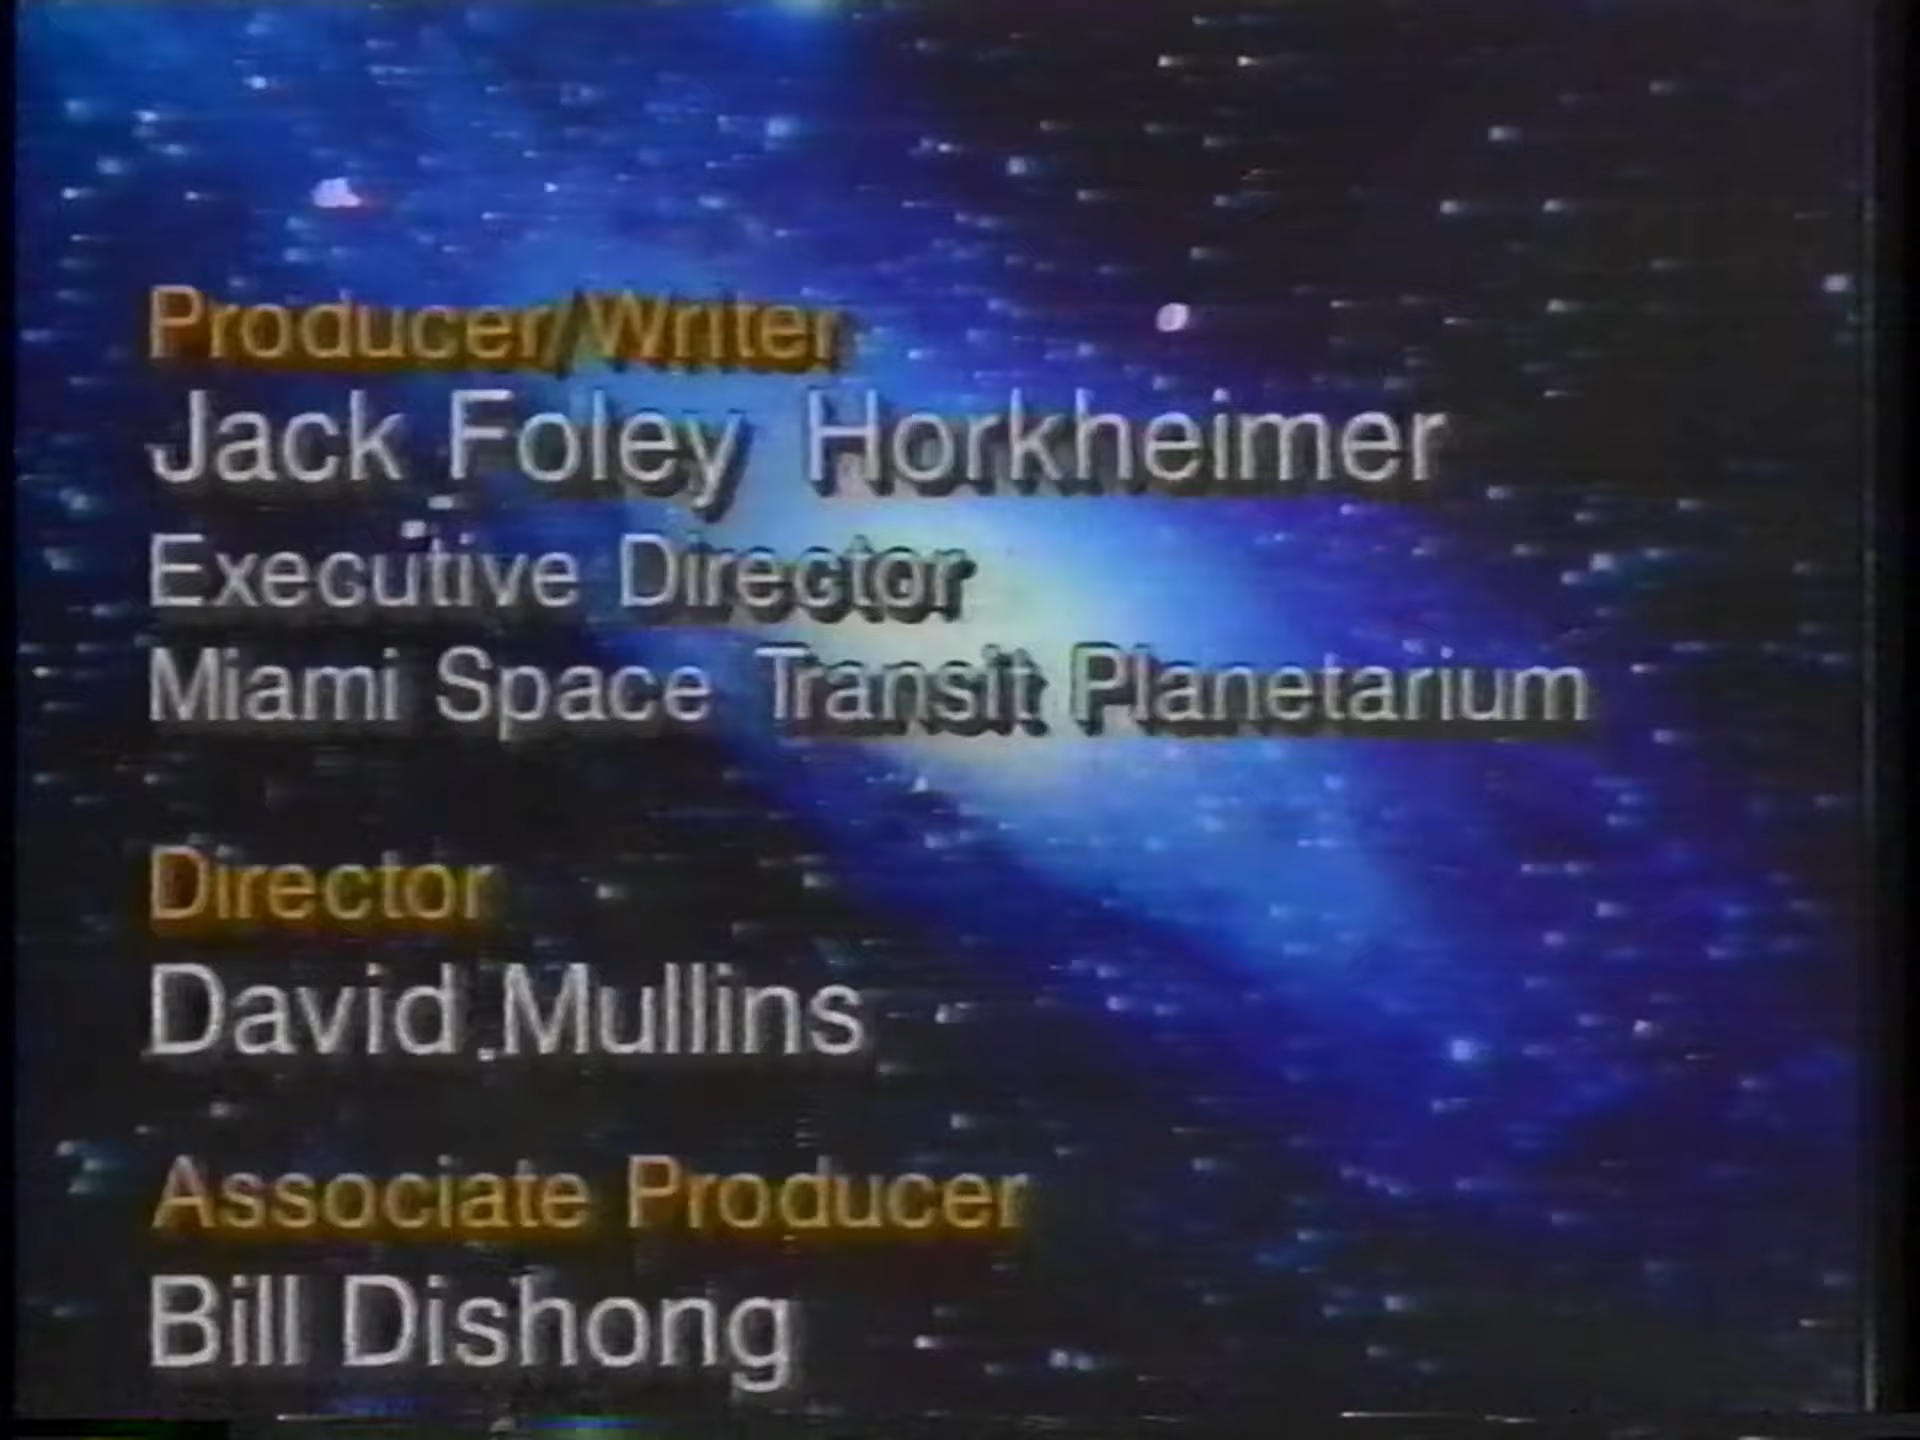 Producer/Writer
Jack Foley Horkheimer
Executive Director
Miami Space Transit Planetarium
Director
David Mullins
Associate Producer
Bill Dishong